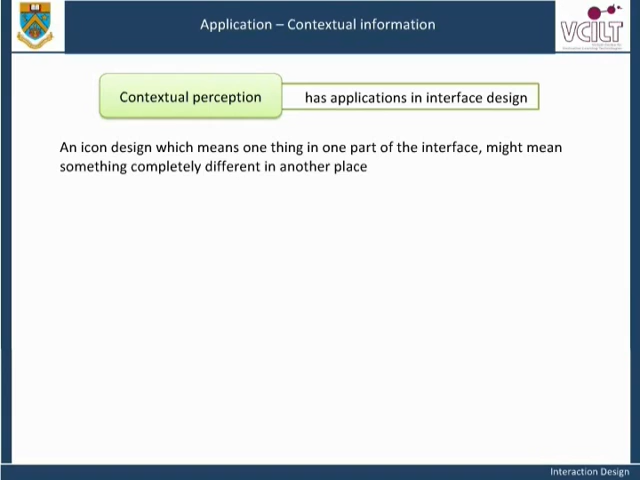 Application – Contextual information
VCILT
Contextual perception
has applications in interface design
An icon design which means one thing in one part of the interface, might mean
something completely different in another place
Interaction Design